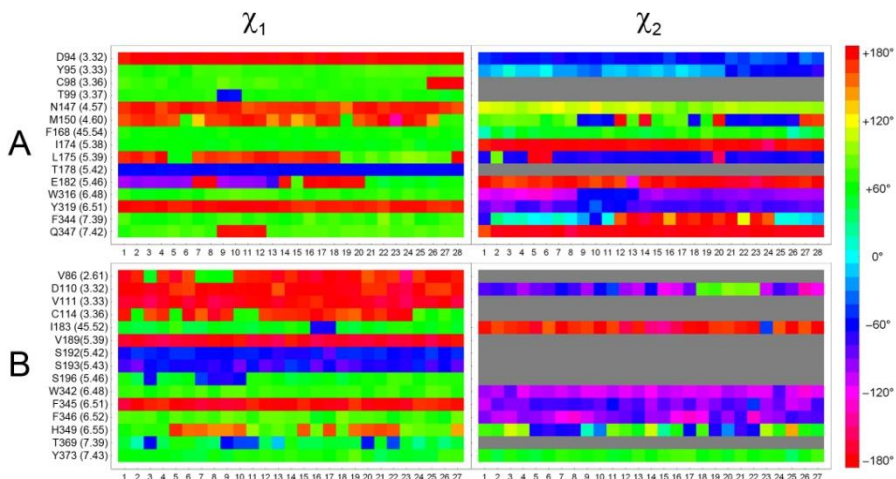 χ1 χ2
A
D94 (3.32)
Y95 (3.33)
C98 (3.36)
T99 (3.37)
N147 (4.57)
M150 (4.60)
F168 (45.54)
I174 (5.38)
L175 (5.39)
T178 (5.42)
E182 (5.46)
W316 (6.48)
Y319 (6.51)
F344 (7.39)
Q347 (7.42)
1 2 3 4 5 6 7 8 9 10 11 12 13 14 15 16 17 18 19 20 21 22 23 24 25 26 27 28
1 2 3 4 5 6 7 8 9 10 11 12 13 14 15 16 17 18 19 20 21 22 23 24 25 26 27 28
B
V86 (2.61)
D110 (3.32)
V111 (3.33)
C114 (3.36)
I183 (45.52)
V189(5.39)
S192(5.42)
S193(5.43)
S196 (5.46)
W342 (6.48)
F345 (6.51)
F346 (6.52)
H349 (6.55)
T369 (7.39)
Y373 (7.43)
1 2 3 4 5 6 7 8 9 10 11 12 13 14 15 16 17 18 19 20 21 22 23 24 25 26 27
1 2 3 4 5 6 7 8 9 10 11 12 13 14 15 16 17 18 19 20 21 22 23 24 25 26 27
+180°
+120°
+60°
0°
−60°
−120°
−180°